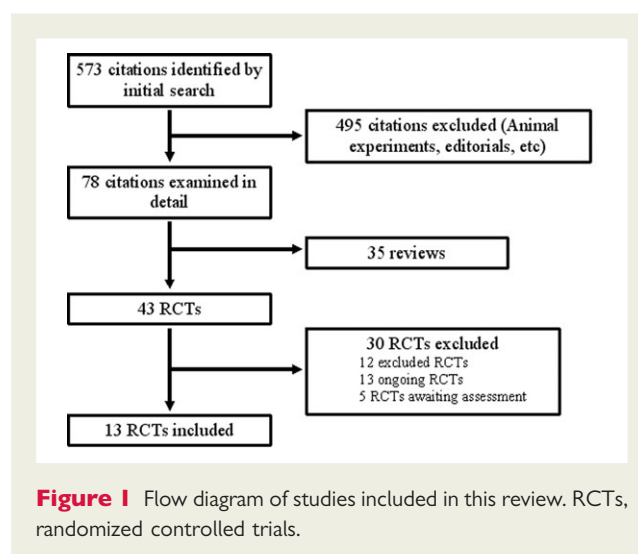 573 citations identified by
initial search
495 citations excluded (Animal
experiments, editorials, etc)
78 citations examined in
detail
35 reviews
43 RCTs
30 RCTs excluded
12 excluded RCTs
13 ongoing RCTs
5 RCTs awaiting assessment
13 RCTs included
Figure 1 Flow diagram of studies included in this review. RCTs,
randomized controlled trials.